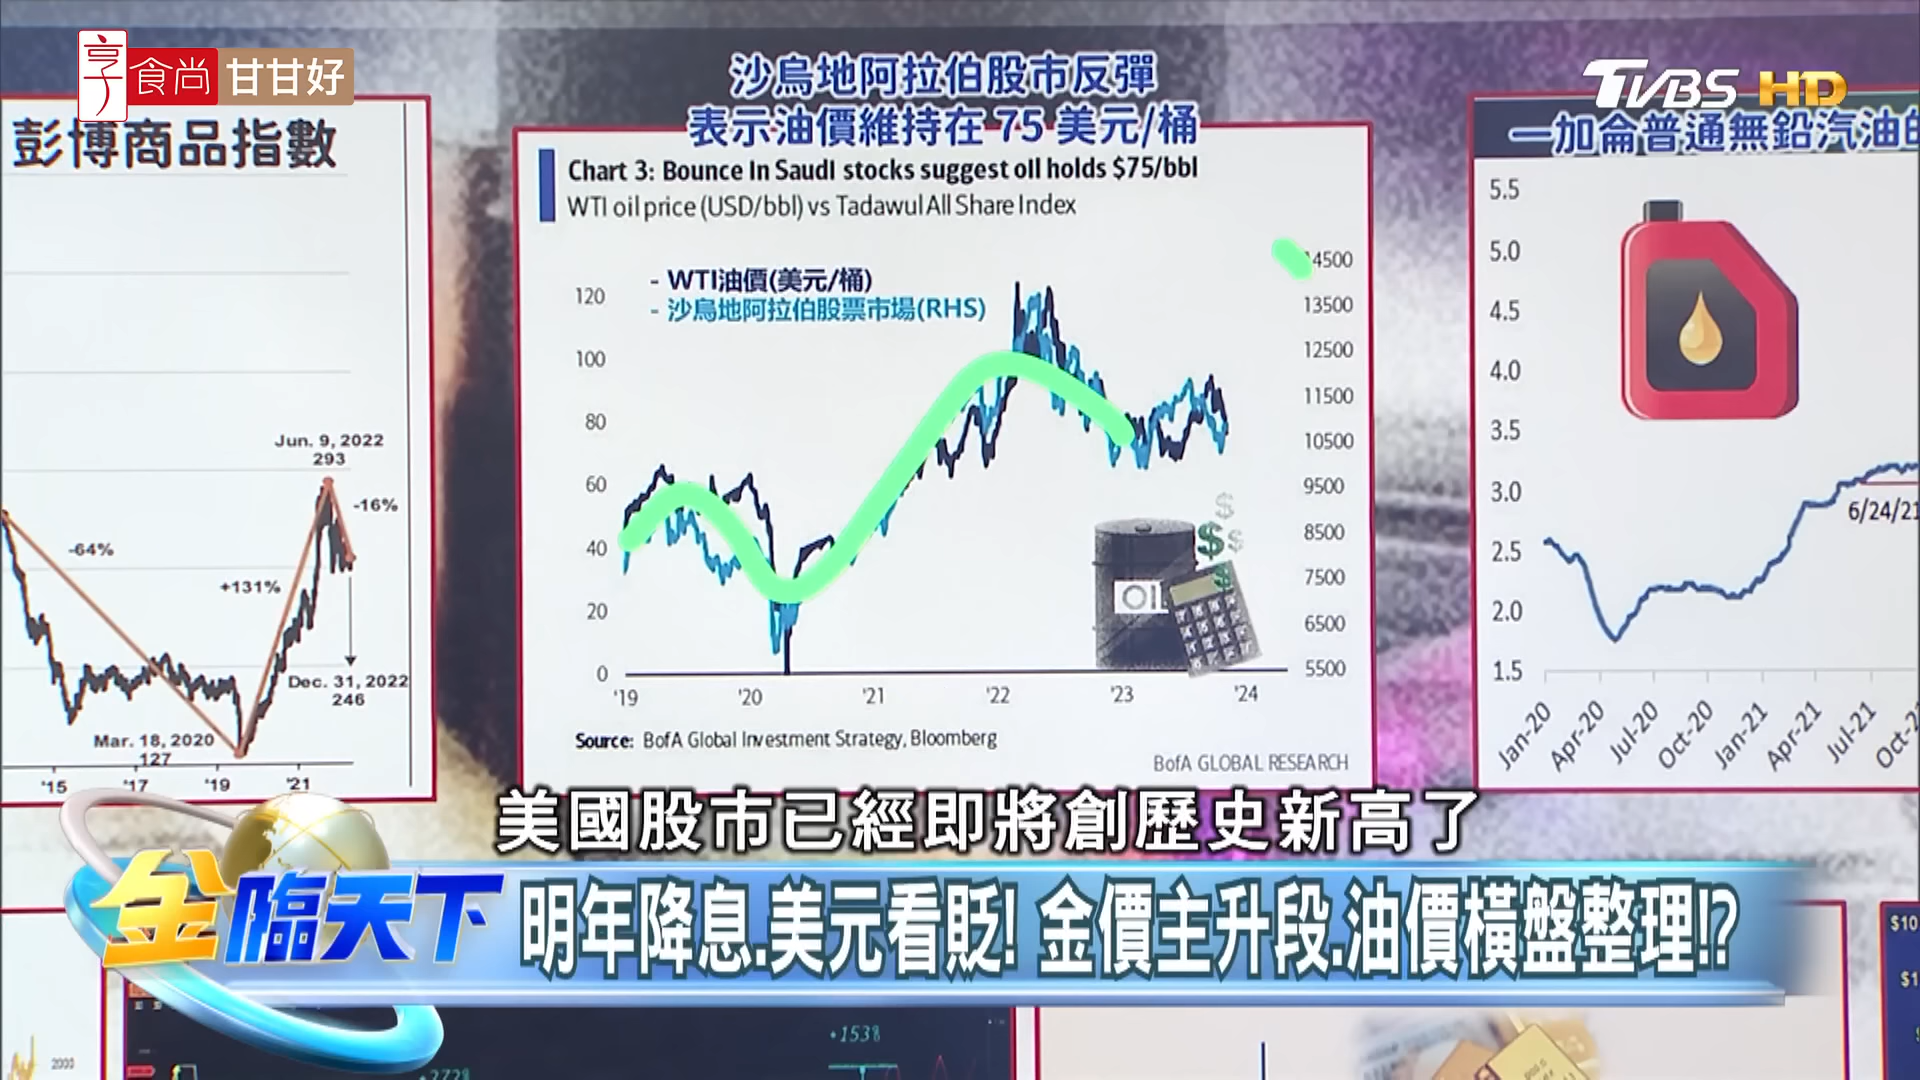 享 食尚 甘甘好
TVBS HD
彭博商品指數
Jun. 9, 2022
293
-16%
-64%
+131%
Dec. 31, 2022
246
Mar. 18, 2020
127
'15 '17 '19 '21
沙烏地阿拉伯股市反彈
表示油價維持在 75 美元/桶
Chart 3: Bounce In Saudi stocks suggest oil holds $75/bbl
WTI oil price (USD/bbl) vs Tadawul All Share Index
- WTI油價(美元/桶)
- 沙烏地阿拉伯股票市場(RHS)
120
100
80
60
40
20
0
4500
13500
12500
11500
10500
9500
8500
7500
6500
5500
'19 '20 '21 '22 '23 '24
OIL
Source: BofA Global Investment Strategy, Bloomberg
BofA GLOBAL RESEARCH
一加侖普通無鉛汽油的
5.5
5.0
4.5
4.0
3.5
3.0
2.5
2.0
1.5
6/24/21
Jan-20 Apr-20 Jul-20 Oct-20 Jan-21 Apr-21 Jul-21 Oct-2
美國股市已經即將創歷史新高了
金臨天下
明年降息.美元看貶! 金價主升段.油價橫盤整理!?
2000
+272%
+153%
$10
$1